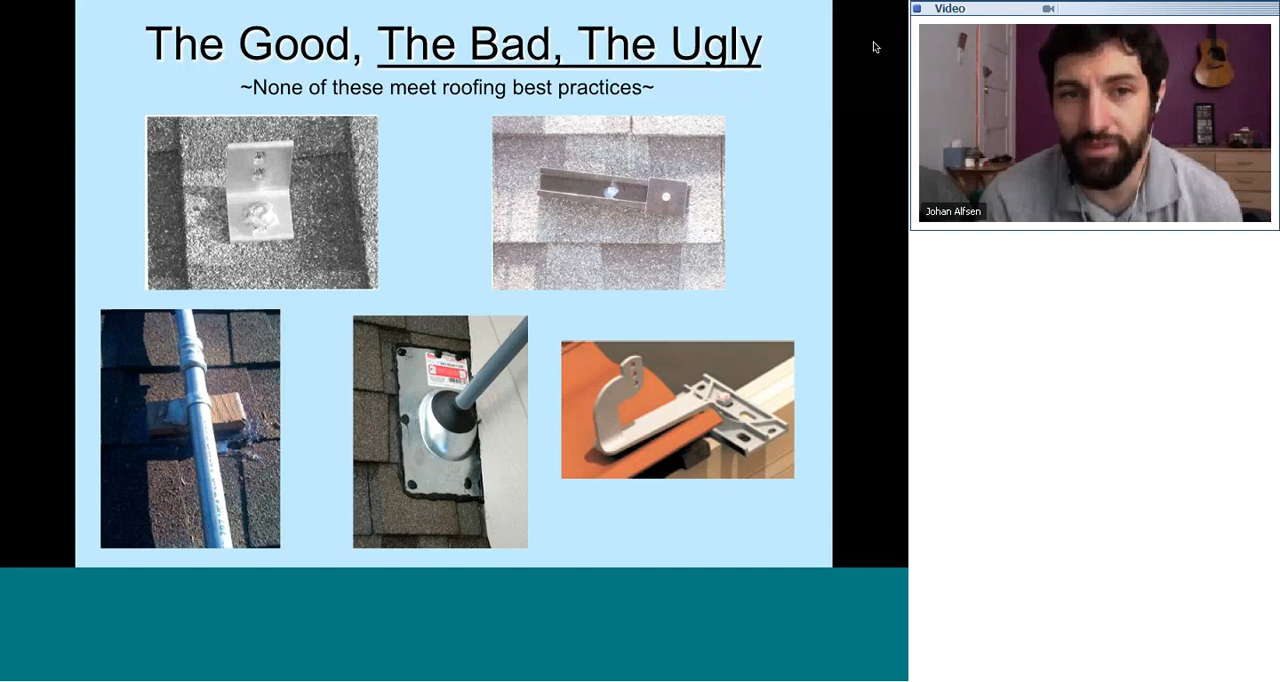 The Good, The Bad, The Ugly
~None of these meet roofing best practices~
Video
Johan Alfsen